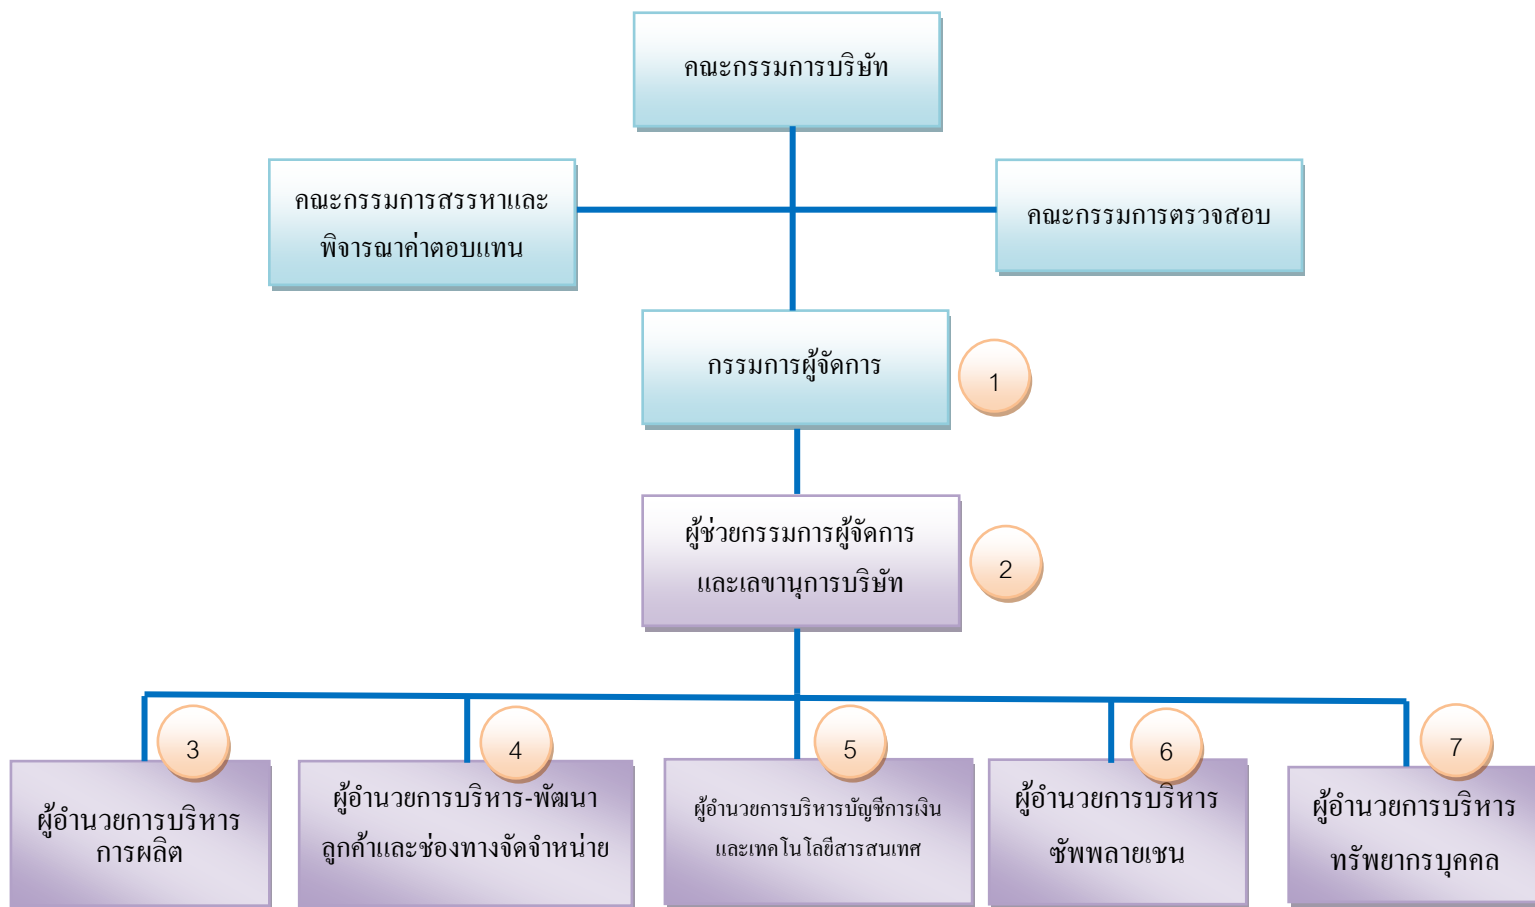 คณะกรรมการบริษัท
คณะกรรมการสรรหาและ
พิจารณาค่าตอบแทน
คณะกรรมการตรวจสอบ
กรรมการผู้จัดการ
1
ผู้ช่วยกรรมการผู้จัดการ
และเลขานุการบริษัท
2
3
ผู้อำนวยการบริหาร
การผลิต
4
ผู้อำนวยการบริหาร-พัฒนา
ลูกค้าและช่องทางจัดจำหน่าย
5
ผู้อำนวยการบริหารบัญชีการเงิน
และเทคโนโลยีสารสนเทศ
6
ผู้อำนวยการบริหาร
ซัพพลายเชน
7
ผู้อำนวยการบริหาร
ทรัพยากรบุคคล